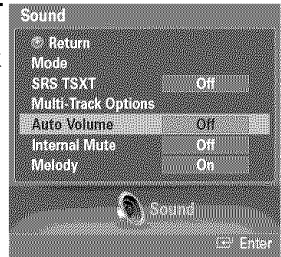 Sound
Return
Mode
SRS TSXT Off
Multi-Track Options
Auto Volume Off
Internal Mute Off
Melody On
Sound
Enter